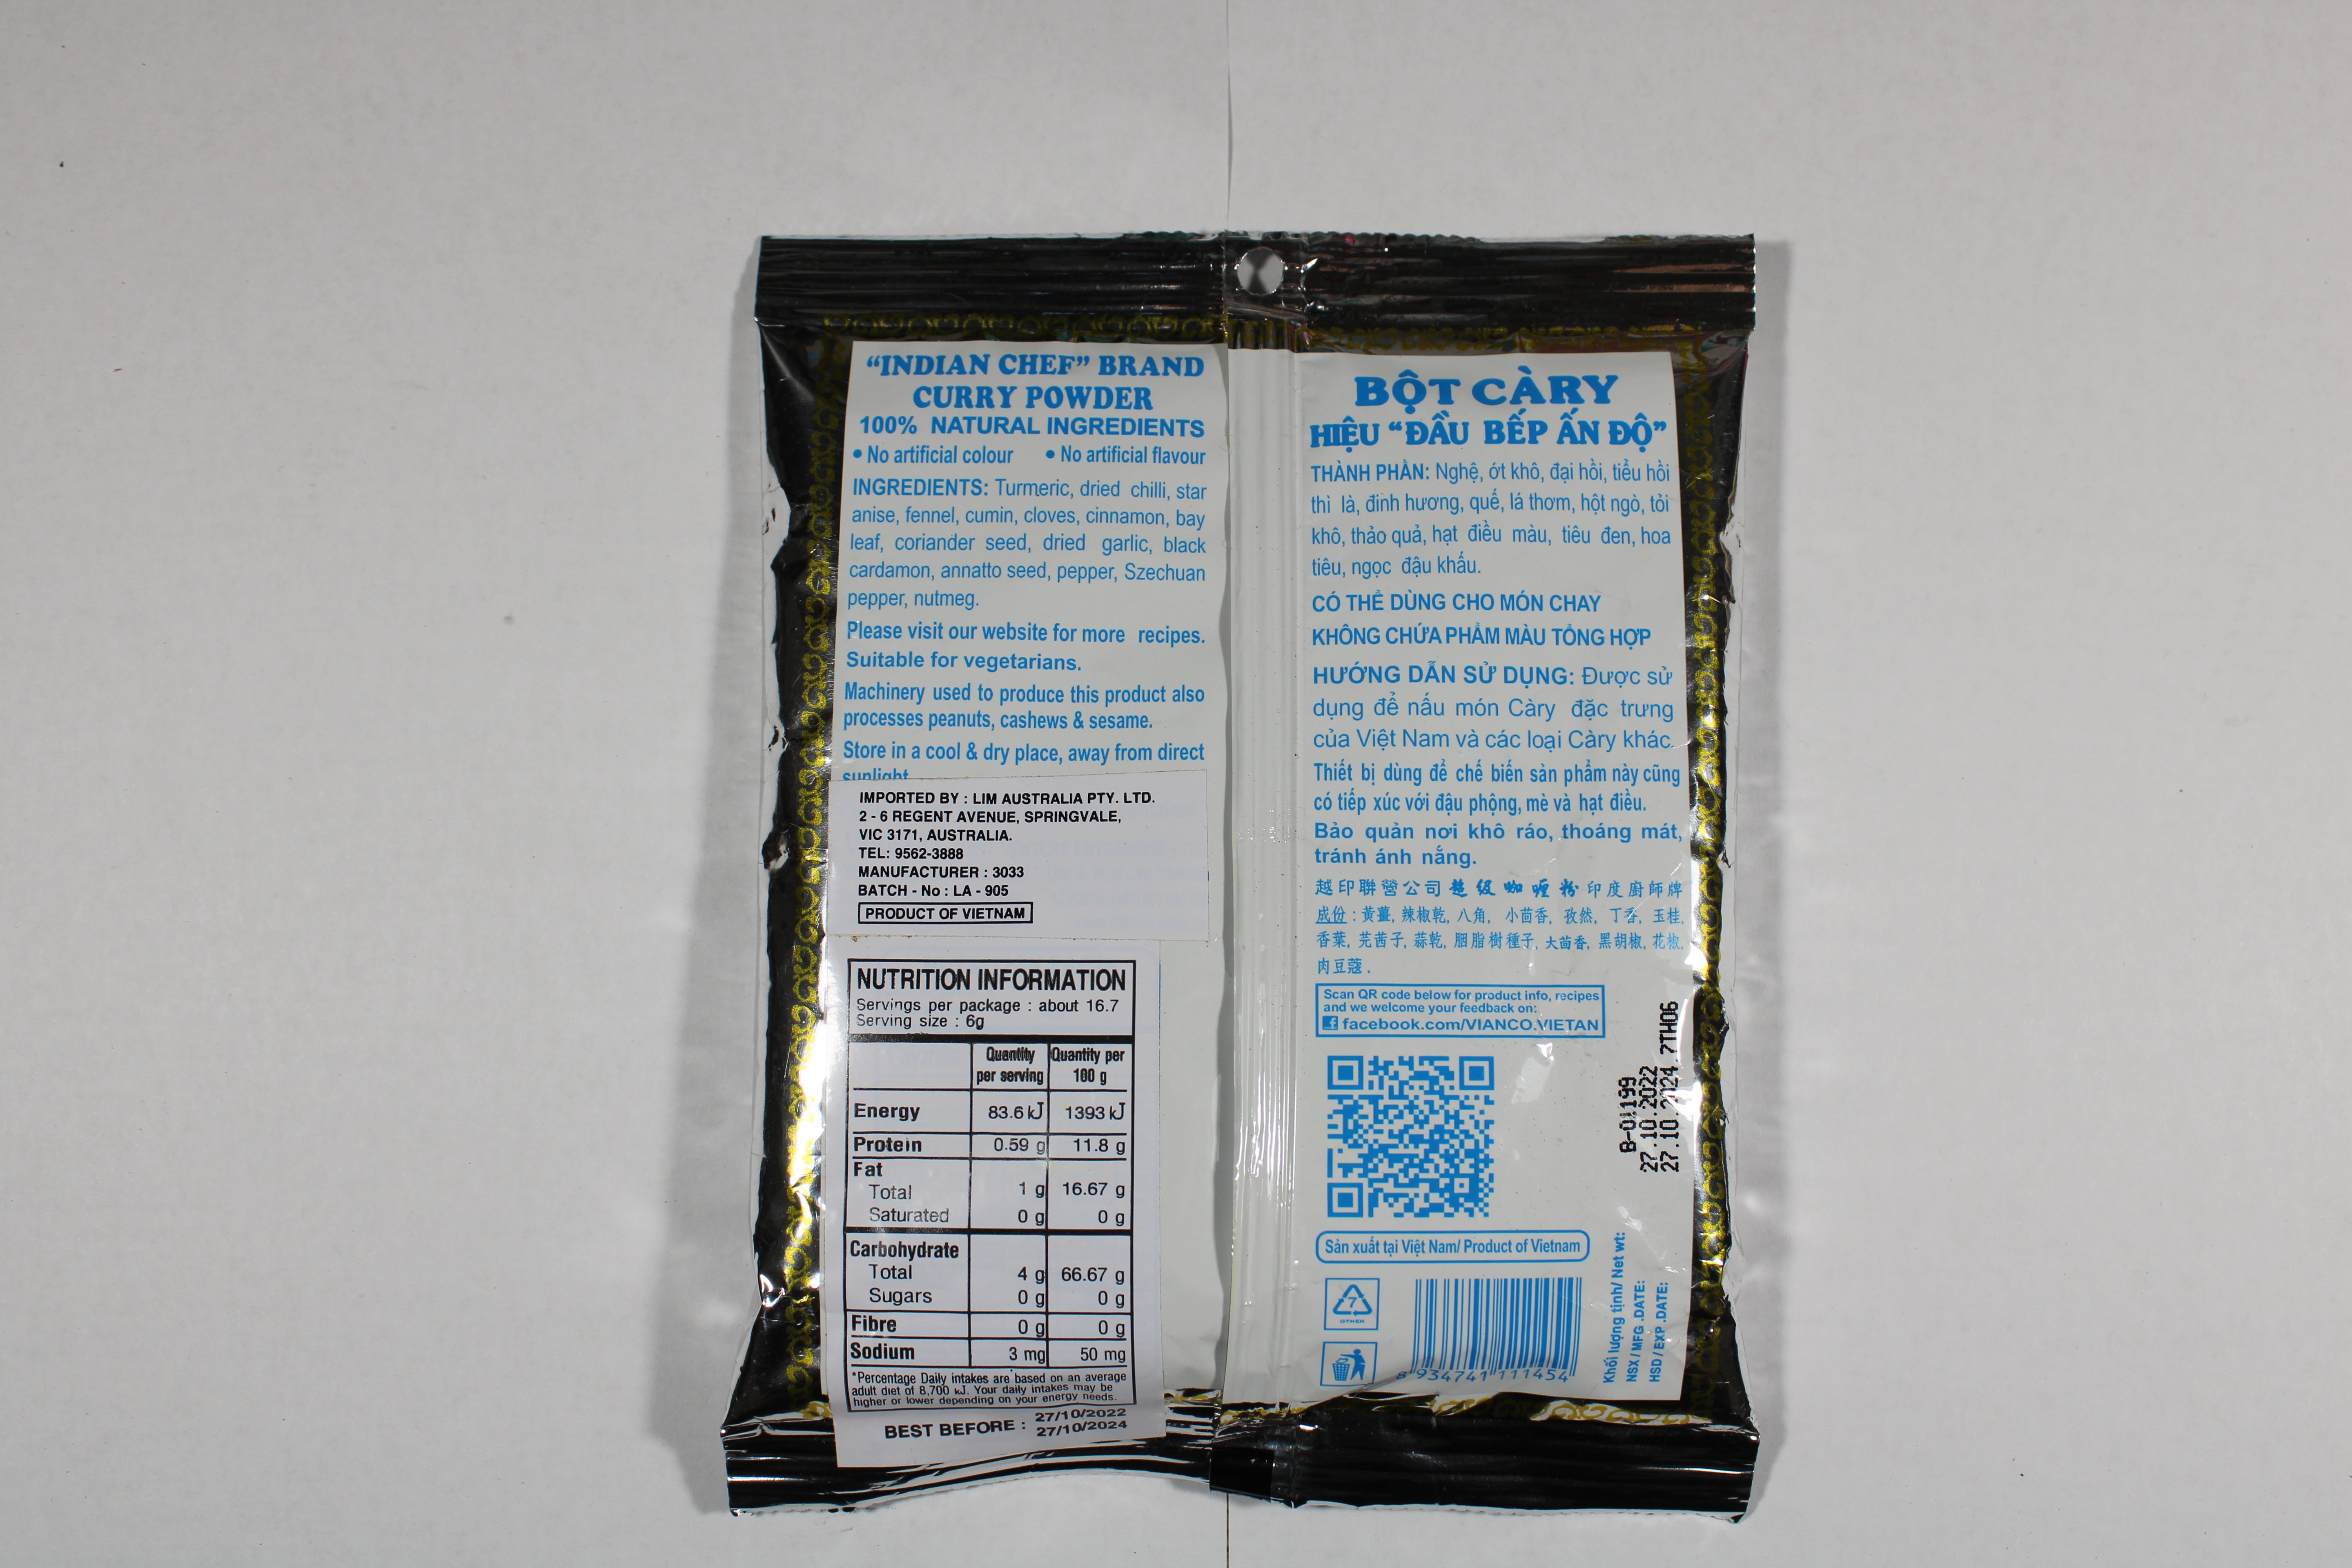 “INDIAN CHEF” BRAND
CURRY POWDER
100% NATURAL INGREDIENTS
• No artificial colour • No artificial flavour
INGREDIENTS: Turmeric, dried chilli, star
anise, fennel, cumin, cloves, cinnamon, bay
leaf, coriander seed, dried garlic, black
cardamon, annatto seed, pepper, Szechuan
pepper, nutmeg.
Please visit our website for more recipes.
Suitable for vegetarians.
Machinery used to produce this product also
processes peanuts, cashews & sesame.
Store in a cool & dry place, away from direct
sunlight
IMPORTED BY : LIM AUSTRALIA PTY. LTD.
2 - 6 REGENT AVENUE, SPRINGVALE,
VIC 3171, AUSTRALIA.
TEL: 9562-3888
MANUFACTURER : 3033
BATCH - No : LA - 905
PRODUCT OF VIETNAM
NUTRITION INFORMATION
Servings per package : about 16.7
Serving size : 6g
Quantity Quantity per
per serving 100 g
Energy 83.6 kJ 1393 kJ
Protein 0.59 g 11.8 g
Fat
Total 1 g 16.67 g
Saturated 0 g 0 g
Carbohydrate
Total 4 g 66.67 g
Sugars 0 g 0 g
Fibre 0 g 0 g
Sodium 3 mg 50 mg
*Percentage Daily intakes are based on an average
adult diet of 8,700 kJ. Your daily intakes may be
higher or lower depending on your energy needs.
BEST BEFORE : 27/10/2022
27/10/2024
BỘT CÀRY
HIỆU “ĐẦU BẾP ẤN ĐỘ”
THÀNH PHẦN: Nghệ, ớt khô, đại hồi, tiểu hồi
thì là, đinh hương, quế, lá thơm, hột ngò, tỏi
khô, thảo quả, hạt điều màu, tiêu đen, hoa
tiêu, ngọc đậu khấu.
CÓ THỂ DÙNG CHO MÓN CHAY
KHÔNG CHỨA PHẨM MÀU TỔNG HỢP
HƯỚNG DẪN SỬ DỤNG: Được sử
dụng để nấu món Càry đặc trưng
của Việt Nam và các loại Càry khác.
Thiết bị dùng để chế biến sản phẩm này cũng
có tiếp xúc với đậu phộng, mè và hạt điều.
Bảo quản nơi khô ráo, thoáng mát,
tránh ánh nắng.
越印聯營公司超级咖喱粉印度廚師牌
成份 : 黃薑, 辣椒乾, 八角, 小茴香, 孜然, 丁香, 玉桂,
香葉, 芫茜子, 蒜乾, 胭脂樹種子, 大茴香, 黑胡椒, 花椒,
肉豆蔻 .
Scan QR code below for product info, recipes
and we welcome your feedback on:
facebook.com/VIANCO.VIETAN
Sản xuất tại Việt Nam/ Product of Vietnam
7
OTHER
8 934741 111454
Khối lượng tịnh/ Net wt:
NSX / MFG .DATE:
HSD / EXP .DATE:
27.10.2022
27.10.2024 7TH06